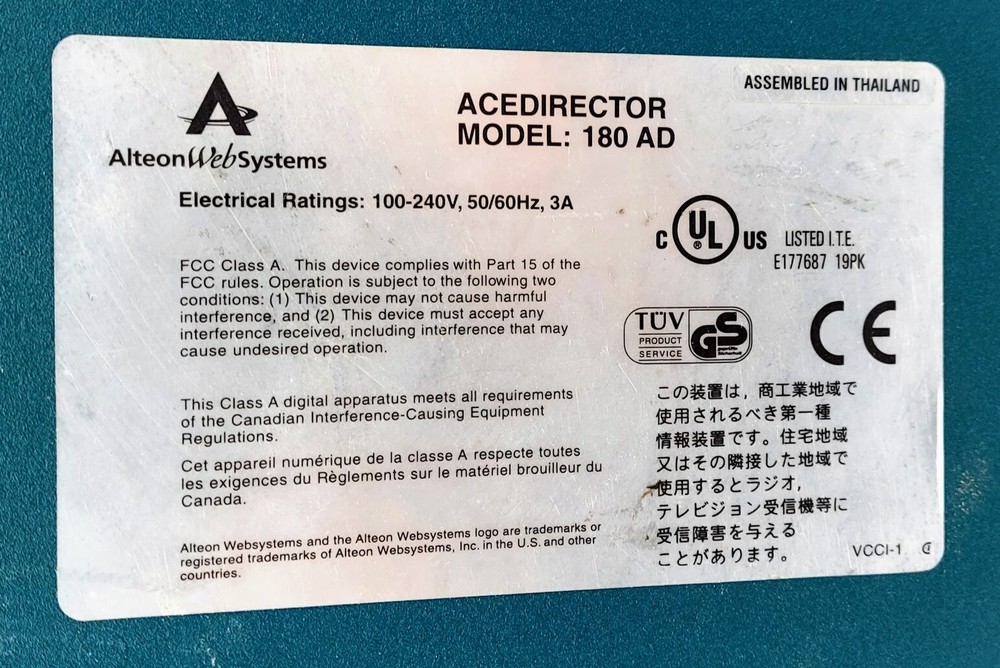 ASSEMBLED IN THAILAND
AlteonWebSystems
ACEDIRECTOR
MODEL: 180 AD
Electrical Ratings: 100-240V, 50/60Hz, 3A
C UL ® US LISTED I.T.E.
E177687 19PK
FCC Class A. This device complies with Part 15 of the
FCC rules. Operation is subject to the following two
conditions: (1) This device may not cause harmful
interference, and (2) This device must accept any
interference received, including interference that may
cause undesired operation.
TÜV
PRODUCT
SERVICE
GS
geprüfte
Sicherheit
CE
This Class A digital apparatus meets all requirements
of the Canadian Interference-Causing Equipment
Regulations.
Cet appareil numérique de la classe A respecte toutes
les exigences du Règlements sur le matériel brouilleur du
Canada.
Alteon Websystems and the Alteon Websystems logo are trademarks or
registered trademarks of Alteon Websystems, Inc. in the U.S. and other
countries.
この装置は，商工業地域で
使用されるべき第一種
情報装置です。住宅地域
又はその隣接した地域で
使用するとラジオ，
テレビジョン受信機等に
受信障害を与える
ことがあります。
VCCI-1